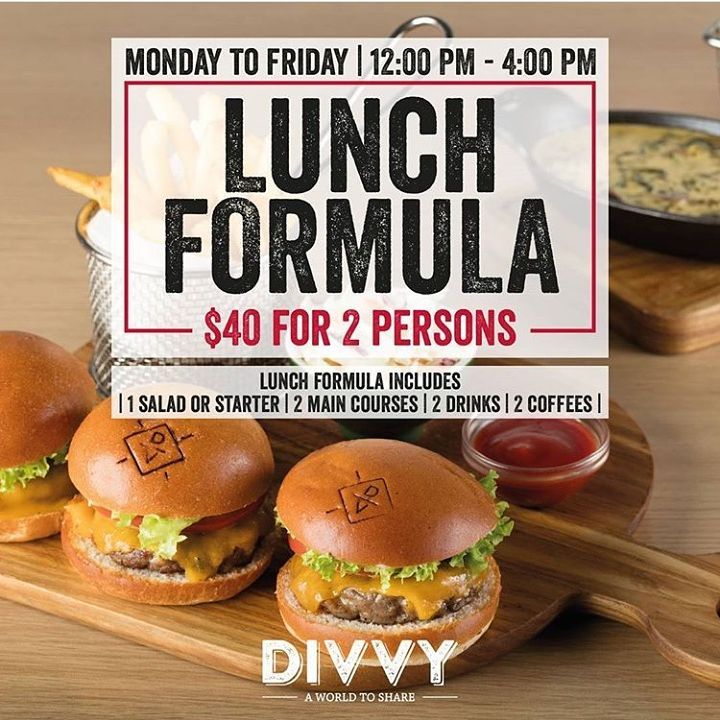 MONDAY TO FRIDAY | 12:00 PM - 4:00 PM
LUNCH
FORMULA
$40 FOR 2 PERSONS
LUNCH FORMULA INCLUDES
| 1 SALAD OR STARTER | 2 MAIN COURSES | 2 DRINKS | 2 COFFEES |
DIVVY
A WORLD TO SHARE